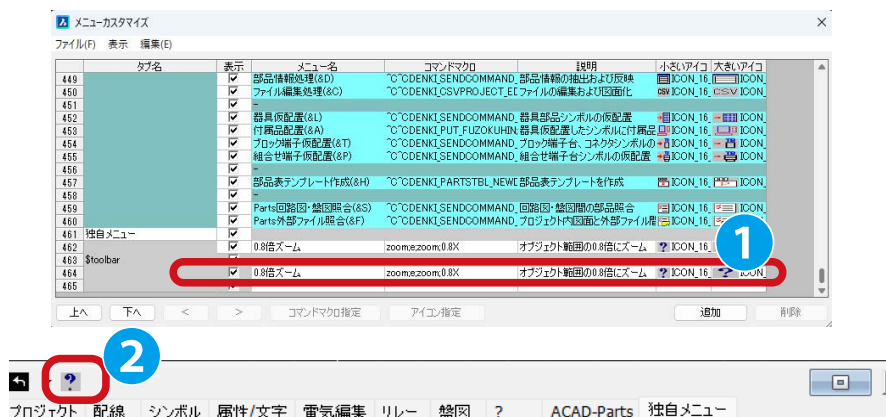 メニューカスタマイズ
ファイル(F) 表示 編集(E)
タブ名 表示 メニュー名 コマンドマクロ 説明 小さいアイコ 大きいアイコ
449 部品情報処理(&D) ^C^CDENKI_SENDCOMMAND_ 部品情報の抽出および反映 ICON_16_ ICON_
450 ファイル編集処理(&C) ^C^CDENKI_CSVPROJECT_EC ファイルの編集および図面化 CSV ICON_16_ CSV ICON_
451 -
452 器具仮配置(&L) ^C^CDENKI_SENDCOMMAND_ 器具部品シンボルの仮配置 ICON_16_ ICON_
453 付属品配置(&A) ^C^CDENKI_PUT_FUZOKUHIN; 器具仮配置したシンボルに付属品 ICON_16_ ICON_
454 ブロック端子仮配置(&T) ^C^CDENKI_SENDCOMMAND_ ブロック端子台、コネクタシンボルの ICON_16_ ICON_
455 組合せ端子仮配置(&P) ^C^CDENKI_SENDCOMMAND_ 組合せ端子台シンボルの仮配置 ICON_16_ ICON_
456 -
457 部品表テンプレート作成(&H) ^C^CDENKI_PARTSTBL_NEWC 部品表テンプレートを作成 ICON_16_ ICON_
458 -
459 Parts回路図・盤図照合(&S) ^C^CDENKI_SENDCOMMAND_ 回路図・盤図間の部品照合 ICON_16_ ICON_
460 Parts外部ファイル照合(&F) ^C^CDENKI_SENDCOMMAND_ プロジェクト内図面と外部ファイル間 ICON_16_
461 独自メニュー
462 0.8倍ズーム zoom;e;zoom;0.8X オブジェクト範囲の0.8倍にズーム ? ICON_16_
463 $toolbar
464 0.8倍ズーム zoom;e;zoom;0.8X オブジェクト範囲の0.8倍にズーム ? ICON_16_ ? ICON_
465
1
上へ 下へ < > コマンドマクロ指定 アイコン指定 追加 削除
2
?
プロジェクト 配線 シンボル 属性/文字 電気編集 リレー 盤図 ? ACAD-Parts 独自メニュー